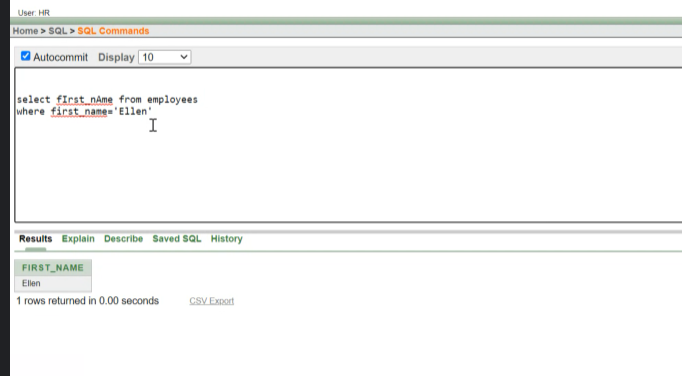 User: HR
Home > SQL > SQL Commands
Autocommit Display 10
select fIrst_nAme from employees
where first_name='Ellen'
Results Explain Describe Saved SQL History
FIRST_NAME
Ellen
1 rows returned in 0.00 seconds CSV Export